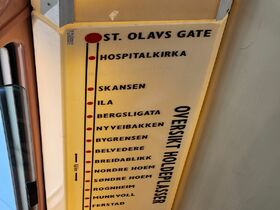 ST. OLAVS GATE
HOSPITALKIRKA
SKANSEN
ILA
BERGSLIGATA
NYVEIBAKKEN
BYGRENSEN
BELVEDERE
BREIDABLIKK
NORDRE HOEM
SØNDRE HOEM
ROGNHEIM
MUNKVOLL
FERSTAD
OVERSIKT HOLDEPLASSER